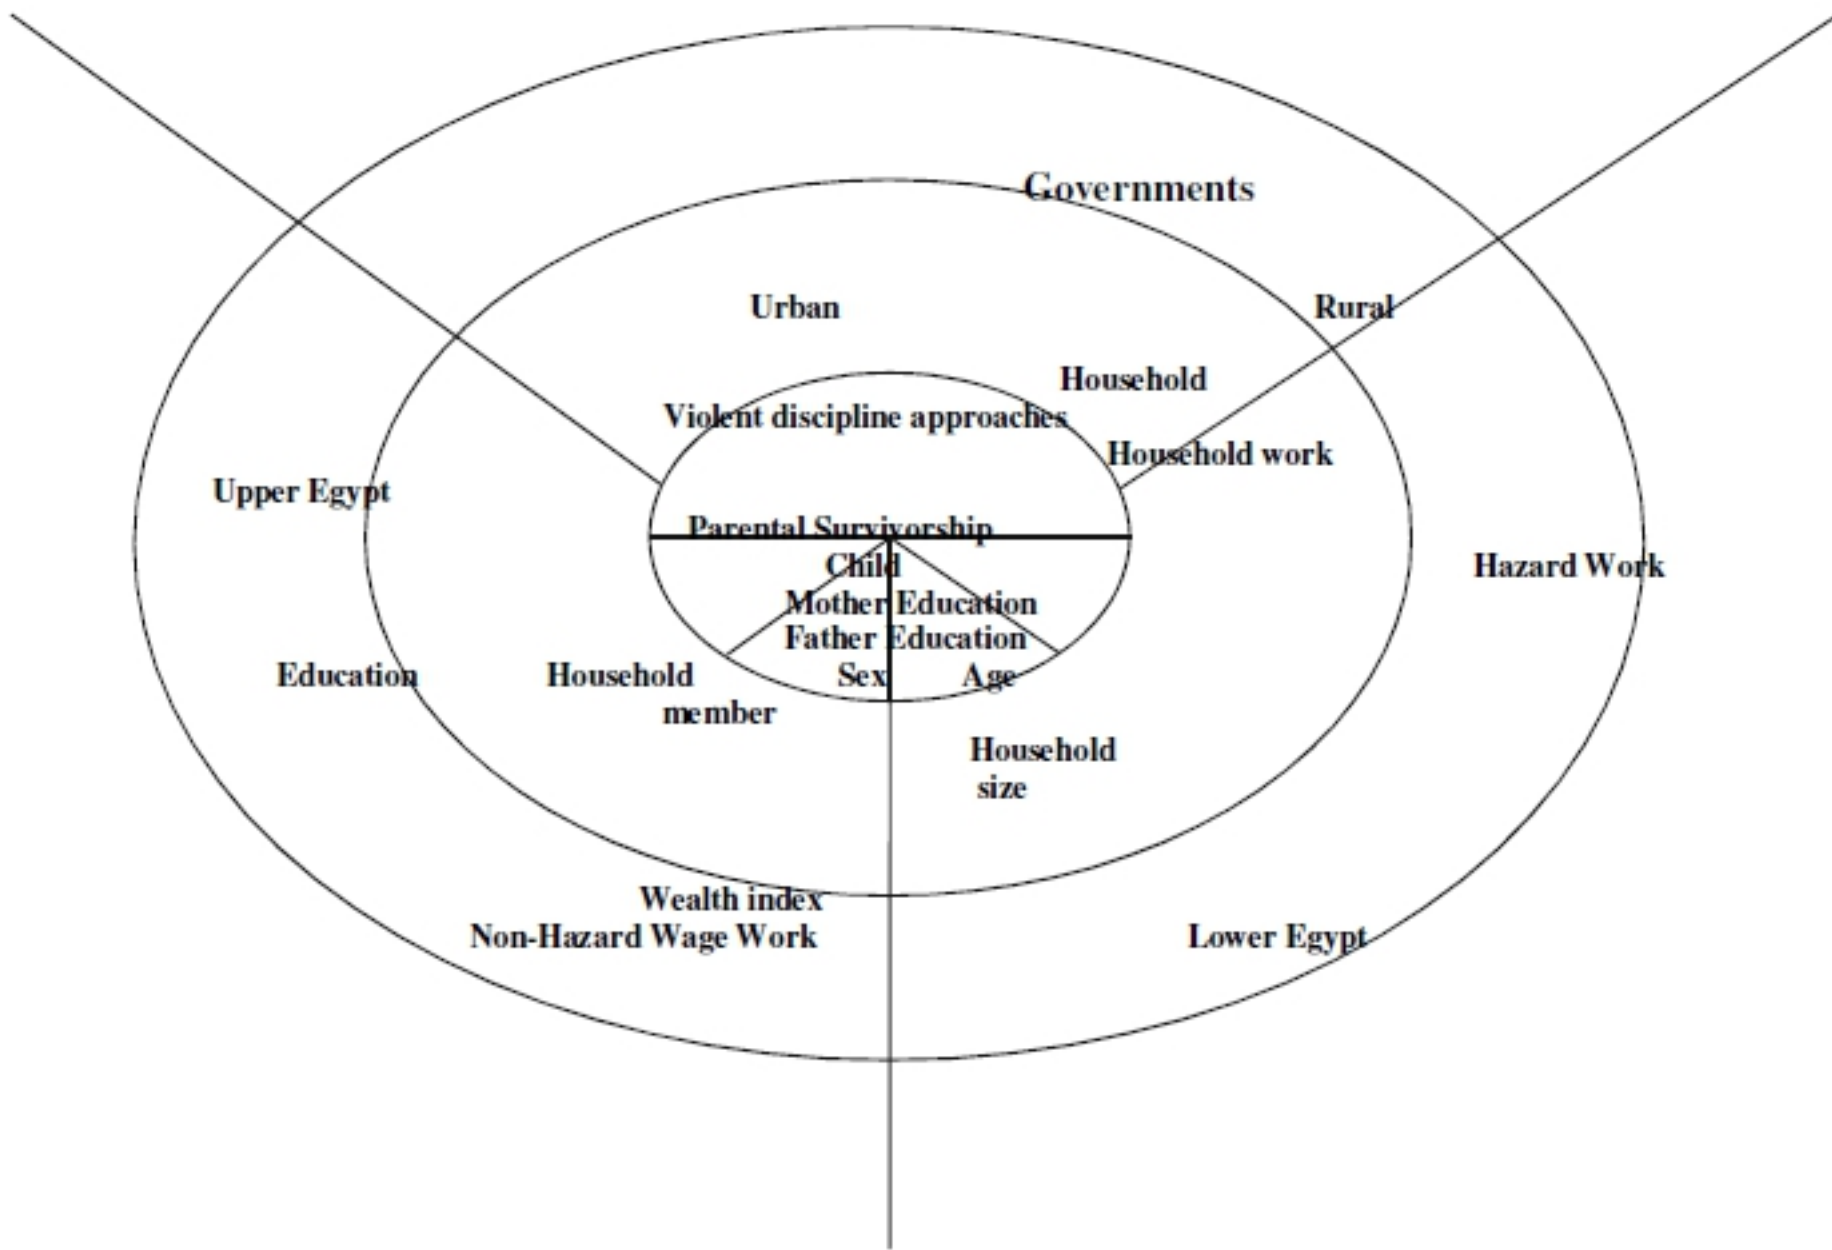 Governments
Urban
Rural
Household
Violent discipline approaches
Household work
Upper Egypt
Parental Survivorship
Child
Hazard Work
Mother Education
Father Education
Education
Household
member
Sex
Age
Household
size
Wealth index
Non-Hazard Wage Work
Lower Egypt